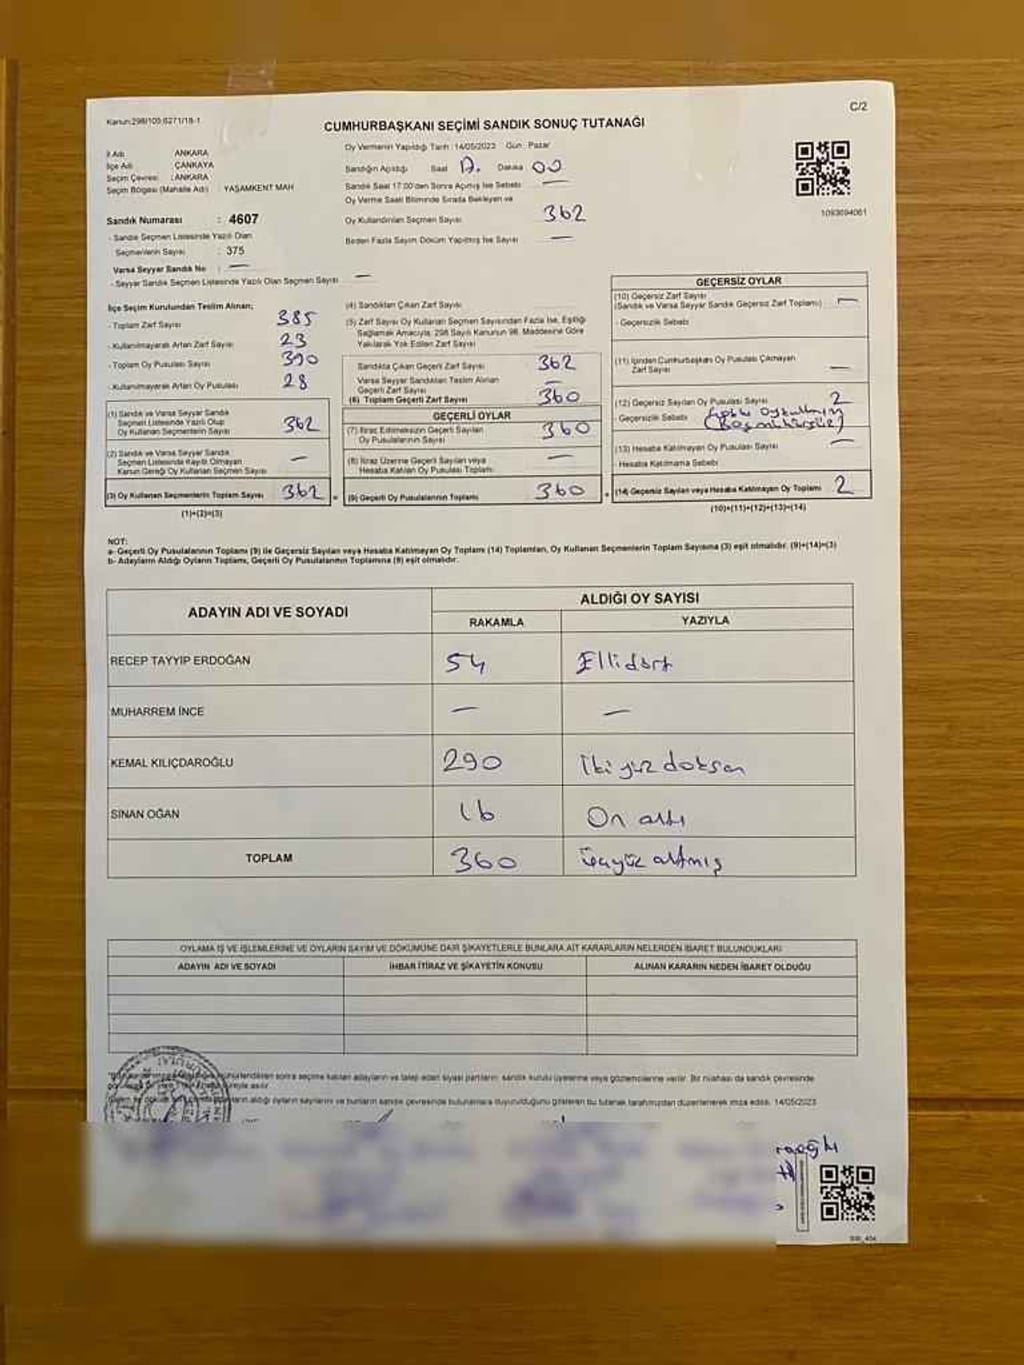 Kanun:298/105;6271/18-1
C/2
CUMHURBAŞKANI SEÇİMİ SANDIK SONUÇ TUTANAĞI
İl Adı : ANKARA
İlçe Adı : ÇANKAYA
Seçim Çevresi : ANKARA
Seçim Bölgesi (Mahalle Adı) : YAŞAMKENT MAH
Sandık Numarası : 4607
- Sandık Seçmen Listesinde Yazılı Olan
Seçmenlerin Sayısı : 375
Varsa Seyyar Sandık No : —
- Seyyar Sandık Seçmen Listesinde Yazılı Olan Seçmen Sayısı —
Oy Vermenin Yapıldığı Tarih :14/05/2023 Gün : Pazar
Sandığın Açıldığı Saat 17. Dakika 00
Sandık Saat 17:00'den Sonra Açılmış İse Sebebi —
Oy Verme Saati Bitiminde Sırada Bekleyen ve
Oy Kullandırılan Seçmen Sayısı 362
Birden Fazla Sayım Döküm Yapılmış İse Sayısı —
1093694061
İlçe Seçim Kurulundan Teslim Alınan;
- Toplam Zarf Sayısı 385
- Kullanılmayarak Artan Zarf Sayısı 23
- Toplam Oy Pusulası Sayısı 390
- Kullanılmayarak Artan Oy Pusulası 28
(1) Sandık ve Varsa Seyyar Sandık
Seçmen Listesinde Yazılı Olup
Oy Kullanan Seçmenlerin Sayısı 362
(2) Sandık ve Varsa Seyyar Sandık
Seçmen Listesinde Kayıtlı Olmayan
Kanun Gereği Oy Kullanan Seçmen Sayısı —
(3) Oy Kullanan Seçmenlerin Toplam Sayısı 362
(1)+(2)=(3)
(4) Sandıktan Çıkan Zarf Sayısı
(5) Zarf Sayısı Oy Kullanan Seçmen Sayısından Fazla İse, Eşitliği
Sağlamak Amacıyla, 298 Sayılı Kanunun 98. Maddesine Göre
Yakılarak Yok Edilen Zarf Sayısı
Sandıkta Çıkan Geçerli Zarf Sayısı 362
Varsa Seyyar Sandıktan Teslim Alınan
Geçerli Zarf Sayısı —
(6) Toplam Geçerli Zarf Sayısı 360
GEÇERLİ OYLAR
(7) İtiraz Edilmeksizin Geçerli Sayılan
Oy Pusulalarının Sayısı 360
(8) İtiraz Üzerine Geçerli Sayılan veya
Hesaba Katılan Oy Pusulası Toplamı —
(9) Geçerli Oy Pusulalarının Toplamı 360
GEÇERSİZ OYLAR
(10) Geçersiz Zarf Sayısı
(Sandık ve Varsa Seyyar Sandık Geçersiz Zarf Toplamı) —
- Geçersizlik Sebebi
(11) İçinden Cumhurbaşkanı Oy Pusulası Çıkmayan
Zarf Sayısı —
(12) Geçersiz Sayılan Oy Pusulası Sayısı 2
- Geçersizlik Sebebi
(13) Hesaba Katılmayan Oy Pusulası Sayısı —
- Hesaba Katılmama Sebebi
(14) Geçersiz Sayılan veya Hesaba Katılmayan Oy Toplamı 2
(10)+(11)+(12)+(13)=(14)
NOT:
a- Geçerli Oy Pusulalarının Toplamı (9) ile Geçersiz Sayılan veya Hesaba Katılmayan Oy Toplamı (14) Toplamları, Oy Kullanan Seçmenlerin Toplam Sayısına (3) eşit olmalıdır. (9)+(14)=(3)
b- Adayların Aldığı Oyların Toplamı, Geçerli Oy Pusulalarının Toplamına (9) eşit olmalıdır.
ADAYIN ADI VE SOYADI
ALDIĞI OY SAYISI
RAKAMLA YAZIYLA
RECEP TAYYIP ERDOĞAN 54 Ellidört
MUHARREM İNCE — —
KEMAL KILIÇDAROĞLU 290 İki yüz doksan
SİNAN OĞAN 16 On altı
TOPLAM 360 üçyüz altmış
OYLAMA İŞ VE İŞLEMLERİNE VE OYLARIN SAYIM VE DÖKÜMÜNE DAİR ŞİKAYETLERLE BUNLARA AİT KARARLARIN NELERDEN İBARET BULUNDUKLARI
ADAYIN ADI VE SOYADI İHBAR İTİRAZ VE ŞİKAYETİN KONUSU ALINAN KARARIN NEDEN İBARET OLDUĞU
sonra seçime katılan adayların ve talep eden siyasi partilerin sandık kurulu üyelerine veya gözlemcilerine verilir. Bir nüshası da sandık çevresinde
süreyle asılır.
aldığı oyların sayılarını ve bunların sandık çevresinde bulunanlara duyurulduğunu gösteren bu tutanak tarafımızdan düzenlenerek imza edildi. 14/05/2023